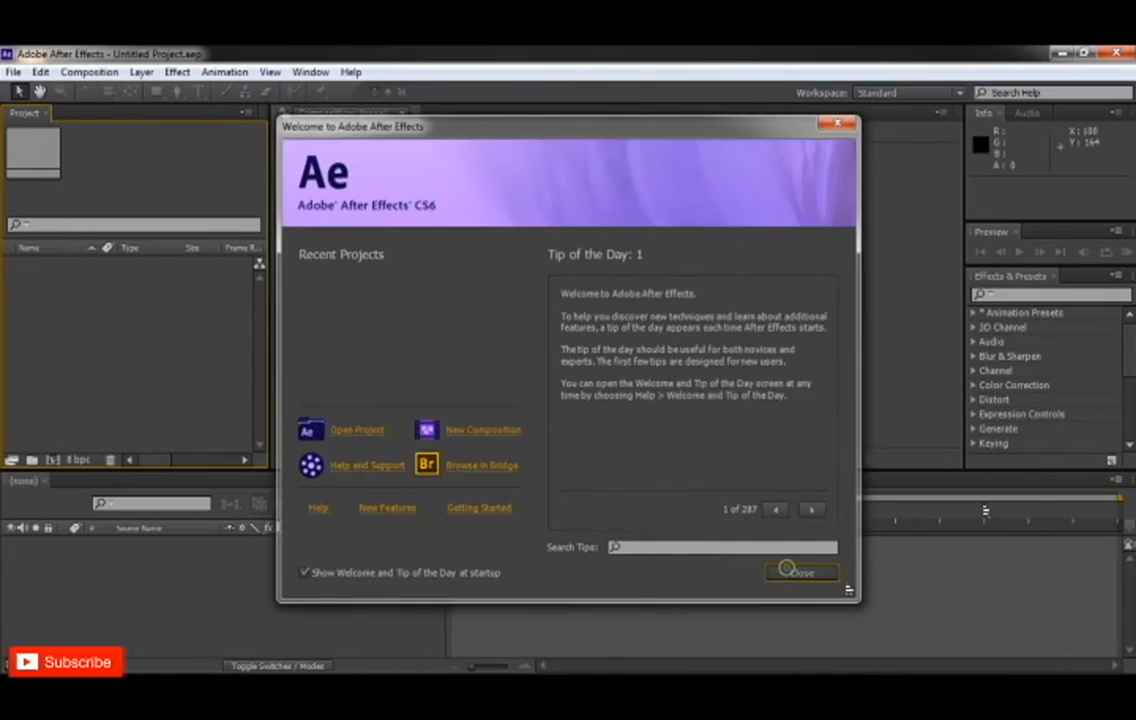 Adobe After Effects - Untitled Project.aep
File Edit Composition Layer Effect Animation View Window Help
Workspace: Standard Search Help
Project
Welcome to Adobe After Effects
Info Audio
R: X: 100
G: Y: 164
B:
A: 0
Ae
Adobe After Effects CS6
Preview
Name Type Size Frame R...
Recent Projects
Tip of the Day: 1
Effects & Presets
Welcome to Adobe After Effects.
To help you discover new techniques and learn about additional
features, a tip of the day appears each time After Effects starts.
The tip of the day should be useful for both novices and
experts. The first few tips are designed for new users.
You can open the Welcome and Tip of the Day screen at any
time by choosing Help > Welcome and Tip of the Day.
* Animation Presets
3D Channel
Audio
Blur & Sharpen
Channel
Color Correction
Distort
Expression Controls
Generate
Keying
Ae Open Project New Composition
Help and Support Br Browse in Bridge
Help New Features Getting Started
8 bpc
1 of 287
(none)
Source Name
Search Tips:
Show Welcome and Tip of the Day at startup
Close
Subscribe
Toggle Switches / Modes